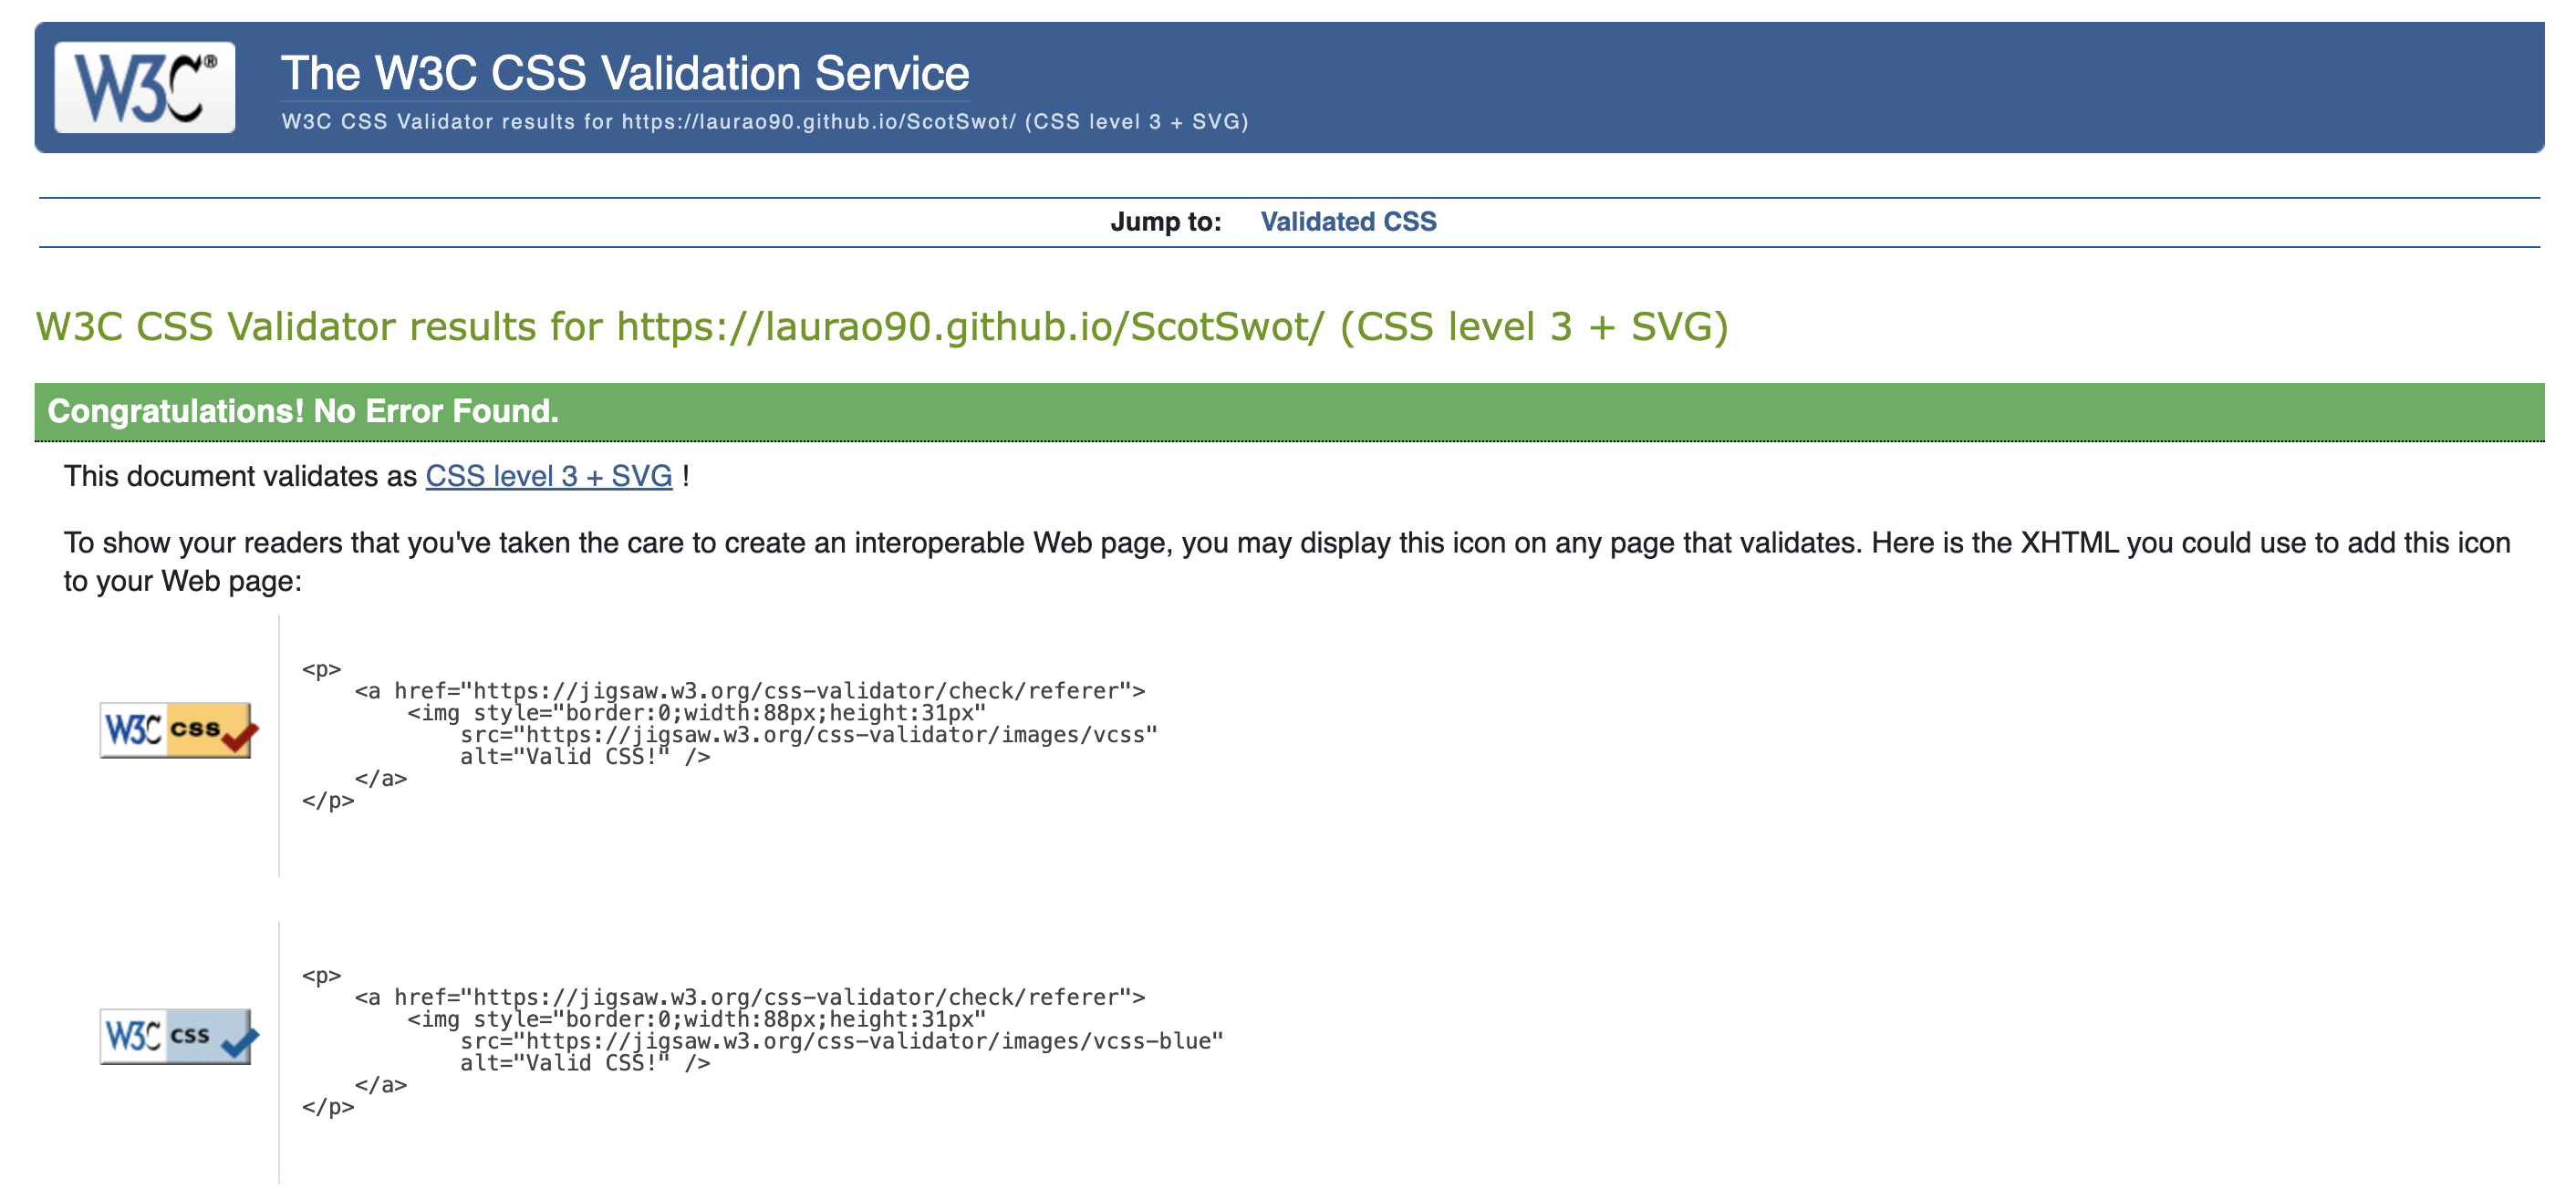 W3C®
The W3C CSS Validation Service
W3C CSS Validator results for https://laurao90.github.io/ScotSwot/ (CSS level 3 + SVG)
Jump to: Validated CSS
W3C CSS Validator results for https://laurao90.github.io/ScotSwot/ (CSS level 3 + SVG)
Congratulations! No Error Found.
This document validates as CSS level 3 + SVG !
To show your readers that you've taken the care to create an interoperable Web page, you may display this icon on any page that validates. Here is the XHTML you could use to add this icon
to your Web page:
W3C css
<p>
    <a href="https://jigsaw.w3.org/css-validator/check/referer">
        <img style="border:0;width:88px;height:31px"
            src="https://jigsaw.w3.org/css-validator/images/vcss"
            alt="Valid CSS!" />
    </a>
</p>
W3C css
<p>
    <a href="https://jigsaw.w3.org/css-validator/check/referer">
        <img style="border:0;width:88px;height:31px"
            src="https://jigsaw.w3.org/css-validator/images/vcss-blue"
            alt="Valid CSS!" />
    </a>
</p>